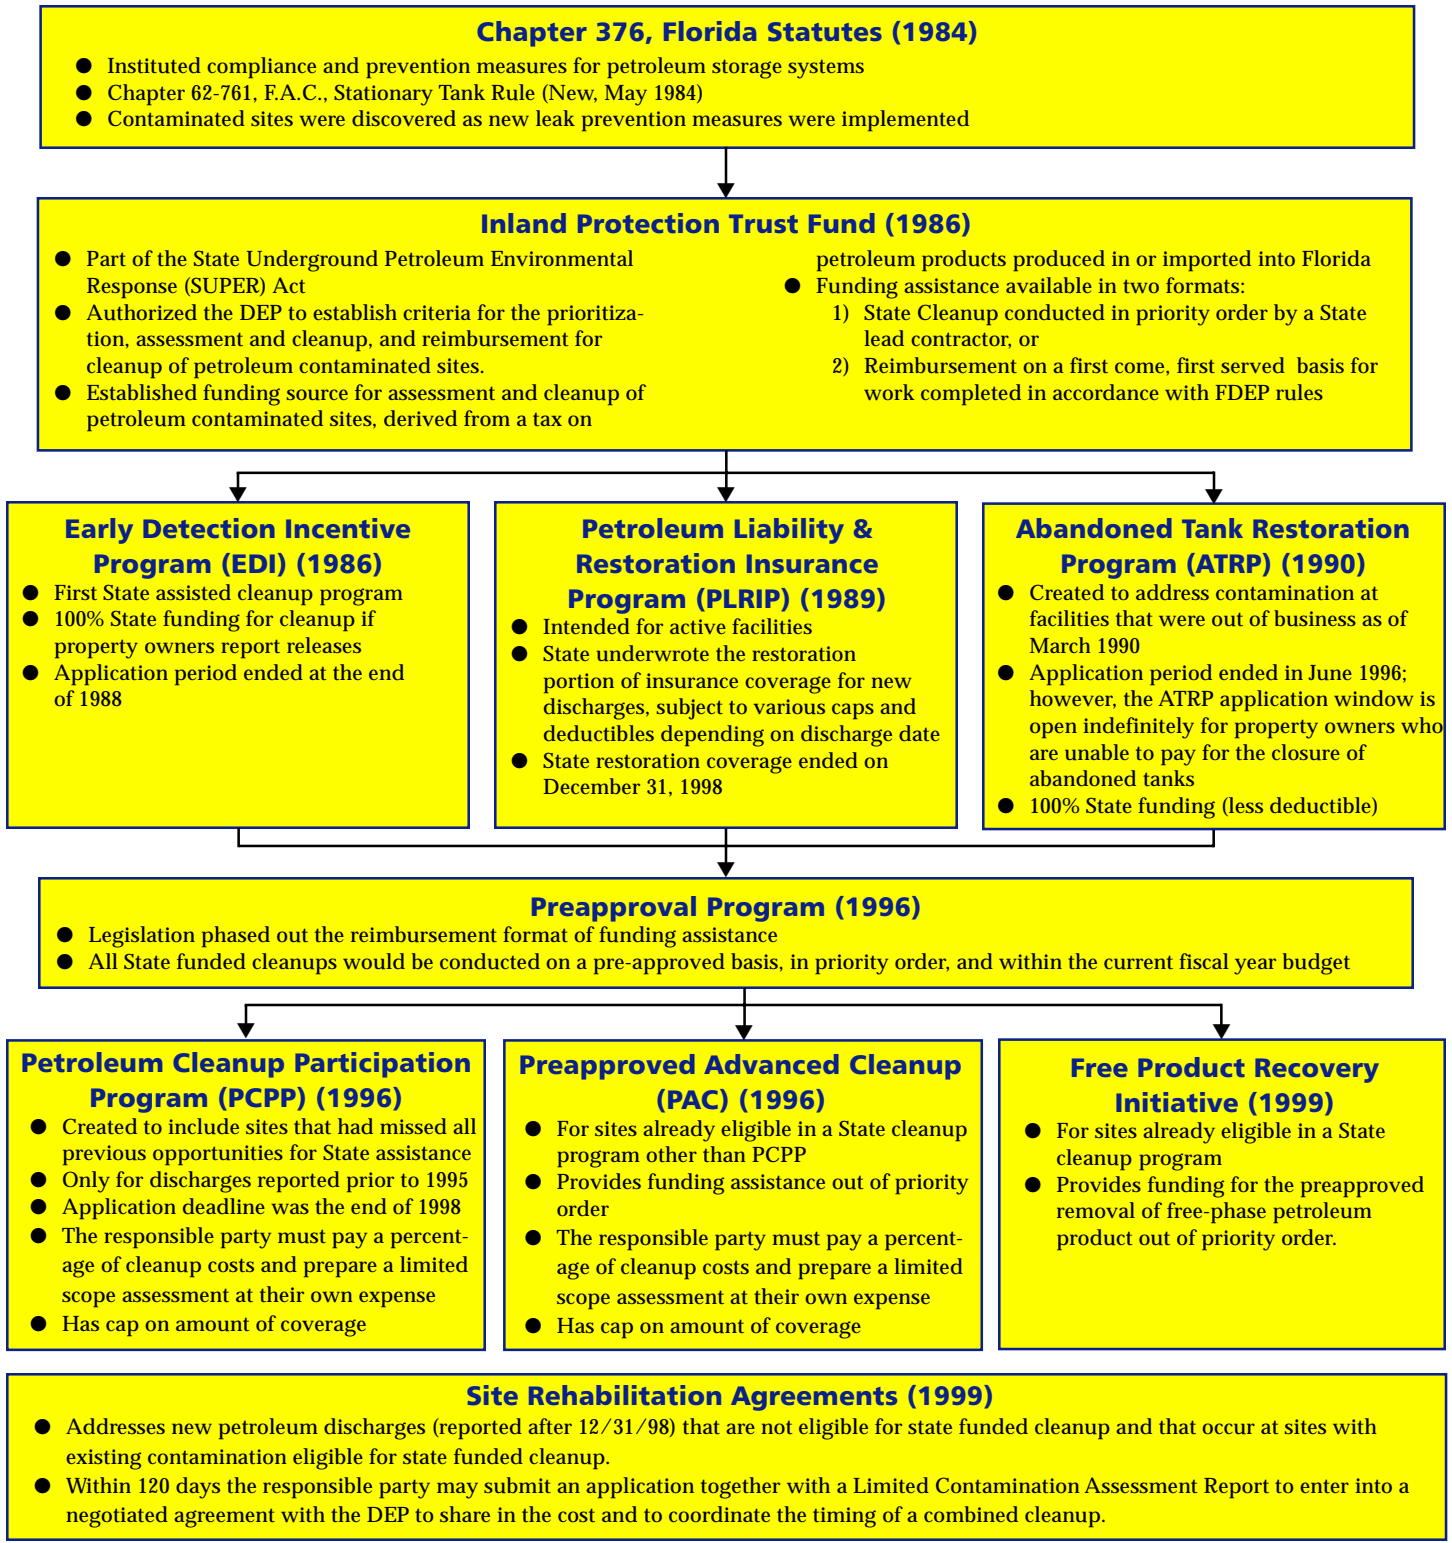 Chapter 376, Florida Statutes (1984)
● Instituted compliance and prevention measures for petroleum storage systems
● Chapter 62-761, F.A.C., Stationary Tank Rule (New, May 1984)
● Contaminated sites were discovered as new leak prevention measures were implemented
Inland Protection Trust Fund (1986)
● Part of the State Underground Petroleum Environmental
Response (SUPER) Act
● Authorized the DEP to establish criteria for the prioritiza-
tion, assessment and cleanup, and reimbursement for
cleanup of petroleum contaminated sites.
● Established funding source for assessment and cleanup of
petroleum contaminated sites, derived from a tax on
petroleum products produced in or imported into Florida
● Funding assistance available in two formats:
1) State Cleanup conducted in priority order by a State
lead contractor, or
2) Reimbursement on a first come, first served basis for
work completed in accordance with FDEP rules
Early Detection Incentive
Program (EDI) (1986)
● First State assisted cleanup program
● 100% State funding for cleanup if
property owners report releases
● Application period ended at the end
of 1988
Petroleum Liability &
Restoration Insurance
Program (PLRIP) (1989)
● Intended for active facilities
● State underwrote the restoration
portion of insurance coverage for new
discharges, subject to various caps and
deductibles depending on discharge date
● State restoration coverage ended on
December 31, 1998
Abandoned Tank Restoration
Program (ATRP) (1990)
● Created to address contamination at
facilities that were out of business as of
March 1990
● Application period ended in June 1996;
however, the ATRP application window is
open indefinitely for property owners who
are unable to pay for the closure of
abandoned tanks
● 100% State funding (less deductible)
Preapproval Program (1996)
● Legislation phased out the reimbursement format of funding assistance
● All State funded cleanups would be conducted on a pre-approved basis, in priority order, and within the current fiscal year budget
Petroleum Cleanup Participation
Program (PCPP) (1996)
● Created to include sites that had missed all
previous opportunities for State assistance
● Only for discharges reported prior to 1995
● Application deadline was the end of 1998
● The responsible party must pay a percent-
age of cleanup costs and prepare a limited
scope assessment at their own expense
● Has cap on amount of coverage
Preapproved Advanced Cleanup
(PAC) (1996)
● For sites already eligible in a State cleanup
program other than PCPP
● Provides funding assistance out of priority
order
● The responsible party must pay a percent-
age of cleanup costs and prepare a limited
scope assessment at their own expense
● Has cap on amount of coverage
Free Product Recovery
Initiative (1999)
● For sites already eligible in a State
cleanup program
● Provides funding for the preapproved
removal of free-phase petroleum
product out of priority order.
Site Rehabilitation Agreements (1999)
● Addresses new petroleum discharges (reported after 12/31/98) that are not eligible for state funded cleanup and that occur at sites with
existing contamination eligible for state funded cleanup.
● Within 120 days the responsible party may submit an application together with a Limited Contamination Assessment Report to enter into a
negotiated agreement with the DEP to share in the cost and to coordinate the timing of a combined cleanup.